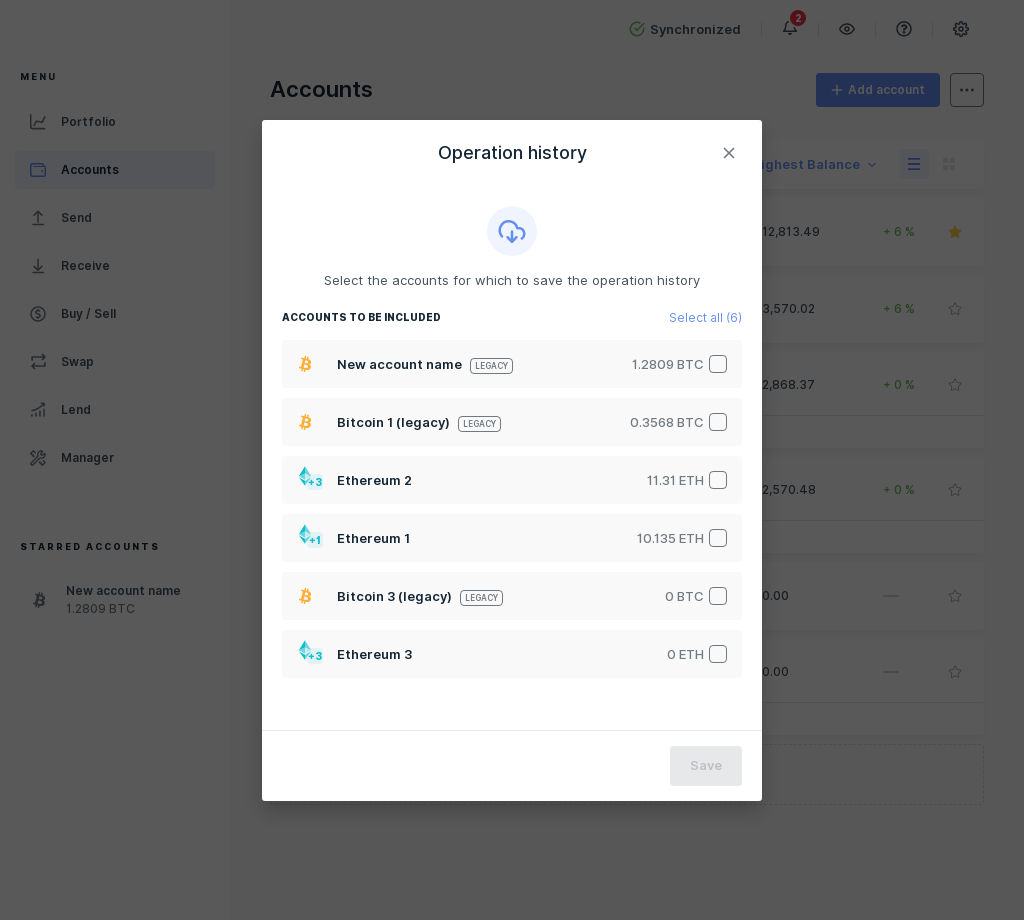 Synchronized
2
MENU
Accounts
Add account
Portfolio
Accounts
Send
Receive
Buy / Sell
Swap
Lend
Manager
STARRED ACCOUNTS
New account name
1.2809 BTC
Operation history
Select the accounts for which to save the operation history
ACCOUNTS TO BE INCLUDED
Select all (6)
New account name LEGACY 1.2809 BTC
Bitcoin 1 (legacy) LEGACY 0.3568 BTC
+3 Ethereum 2 11.31 ETH
+1 Ethereum 1 10.135 ETH
Bitcoin 3 (legacy) LEGACY 0 BTC
+3 Ethereum 3 0 ETH
Save
Balance
12,813.49 + 6 %
3,570.02 + 6 %
2,868.37 + 0 %
2,570.48 + 0 %
0.00 —
0.00 —